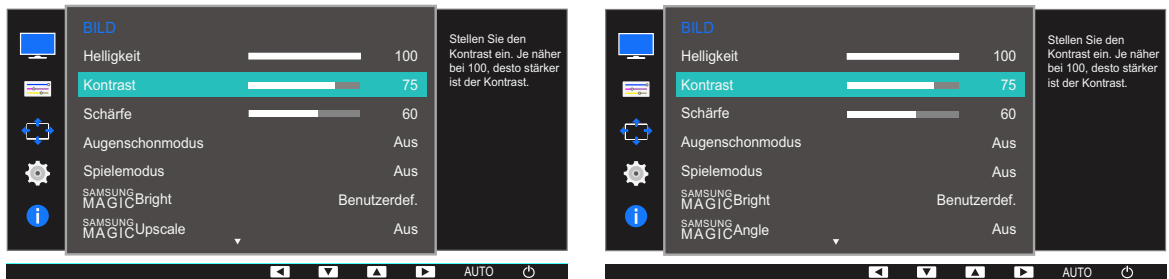 BILD
Helligkeit 100
Kontrast 75
Schärfe 60
Augenschonmodus Aus
Spielemodus Aus
SAMSUNG MAGIC Bright Benutzerdef.
SAMSUNG MAGIC Upscale Aus
Stellen Sie den
Kontrast ein. Je näher
bei 100, desto stärker
ist der Kontrast.
AUTO
BILD
Helligkeit 100
Kontrast 75
Schärfe 60
Augenschonmodus Aus
Spielemodus Aus
SAMSUNG MAGIC Bright Benutzerdef.
SAMSUNG MAGIC Angle Aus
Stellen Sie den
Kontrast ein. Je näher
bei 100, desto stärker
ist der Kontrast.
AUTO